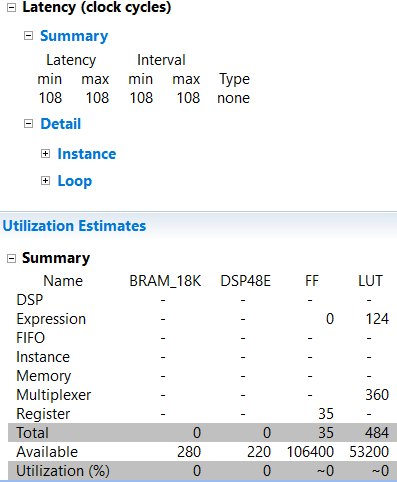 Latency (clock cycles)
Summary
Latency Interval
min max min max Type
108 108 108 108 none
Detail
Instance
Loop
Utilization Estimates
Summary
Name BRAM_18K DSP48E FF LUT
DSP - - - -
Expression - - 0 124
FIFO - - - -
Instance - - - -
Memory - - - -
Multiplexer - - - 360
Register - - 35 -
Total 0 0 35 484
Available 280 220 106400 53200
Utilization (%) 0 0 ~0 ~0